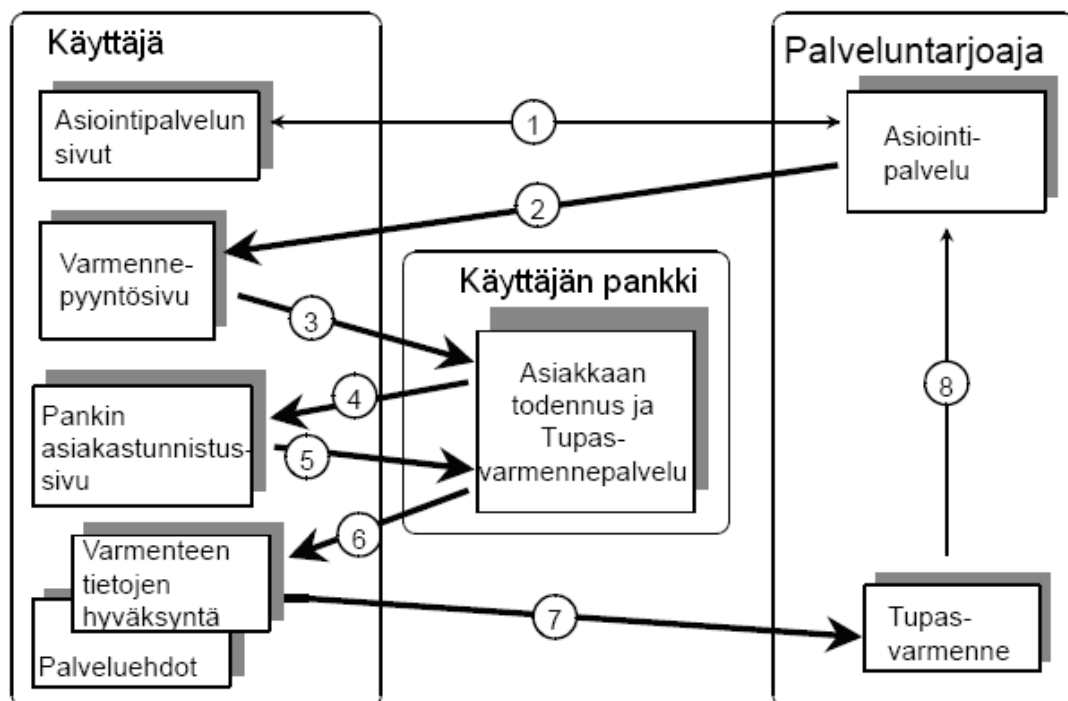 Käyttäjä
Asiointipalvelun
sivut
1
Palveluntarjoaja
Asiointi-
palvelu
2
Varmenne-
pyyntösivu
3
Käyttäjän pankki
Asiakkaan
todennus ja
Tupas-
varmennepalvelu
4
Pankin
asiakastunnistus-
sivu
5
6
Varmenteen
tietojen
hyväksyntä
Palveluehdot
7
8
Tupas-
varmenne